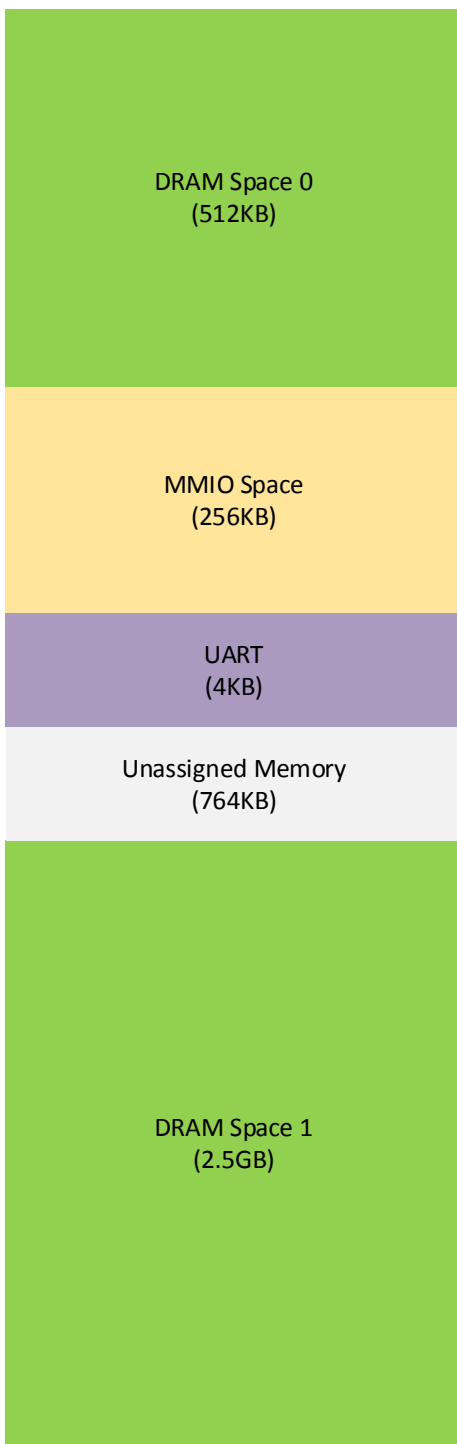 DRAM Space 0
(512KB)
MMIO Space
(256KB)
UART
(4KB)
Unassigned Memory
(764KB)
DRAM Space 1
(2.5GB)